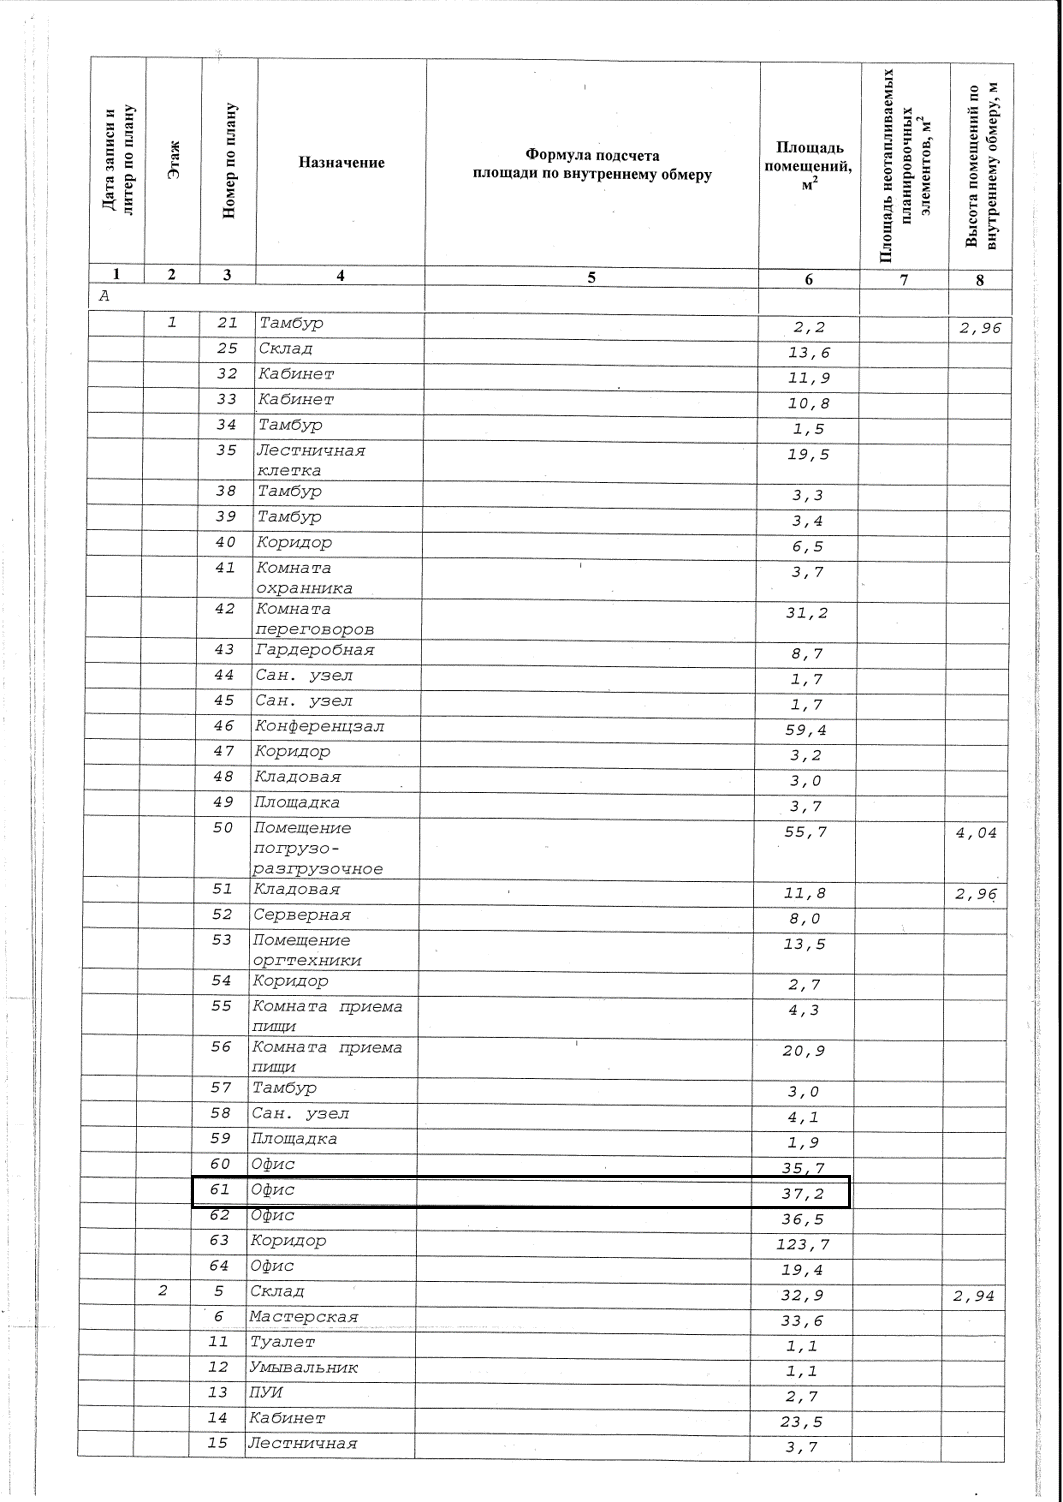 Дата записи и литер по плану
Этаж
Номер по плану
Назначение
Формула подсчета площади по внутреннему обмеру
Площадь помещений, м²
Площадь неотапливаемых планировочных элементов, м²
Высота помещений по внутреннему обмеру, м
1 2 3 4 5 6 7 8
А
1 21 Тамбур 2,2 2,96
25 Склад 13,6
32 Кабинет 11,9
33 Кабинет 10,8
34 Тамбур 1,5
35 Лестничная 19,5
клетка
38 Тамбур 3,3
39 Тамбур 3,4
40 Коридор 6,5
41 Комната 3,7
охранника
42 Комната 31,2
переговоров
43 Гардеробная 8,7
44 Сан. узел 1,7
45 Сан. узел 1,7
46 Конференцзал 59,4
47 Коридор 3,2
48 Кладовая 3,0
49 Площадка 3,7
50 Помещение 55,7 4,04
погрузо-
разгрузочное
51 Кладовая 11,8 2,96
52 Серверная 8,0
53 Помещение 13,5
оргтехники
54 Коридор 2,7
55 Комната приема 4,3
пищи
56 Комната приема 20,9
пищи
57 Тамбур 3,0
58 Сан. узел 4,1
59 Площадка 1,9
60 Офис 35,7
61 Офис 37,2
62 Офис 36,5
63 Коридор 123,7
64 Офис 19,4
2 5 Склад 32,9 2,94
6 Мастерская 33,6
11 Туалет 1,1
12 Умывальник 1,1
13 ПУИ 2,7
14 Кабинет 23,5
15 Лестничная 3,7